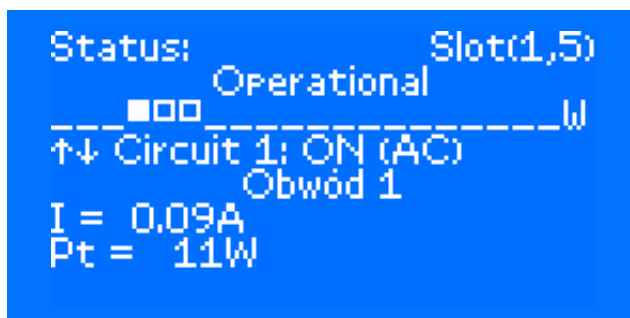 Status: Slot(1,5)
Operational
___■□□_______________W
↑↓ Circuit 1: ON (AC)
Obwód 1
I = 0.09A
Pt = 11W